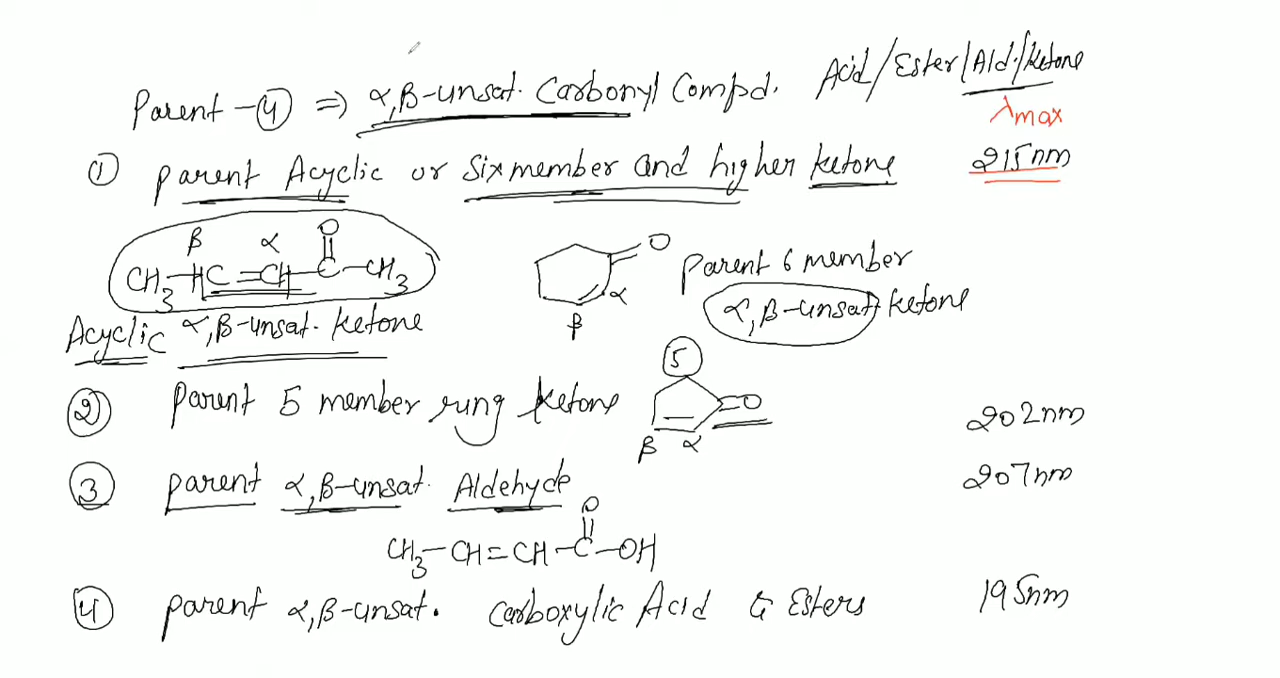 Parent-④ ⇒ α,β-unsat. Carbonyl Compd. Acid/Ester/Ald./Ketone
λmax
① parent Acyclic or six member and higher ketone 215nm
β α O
CH3-HC=CH-C-CH3
O
α
β
Parent 6 member
α,β-unsat ketone
Acyclic α,β-unsat. ketone
② Parent 5 member ring ketone 202nm
⑤
=O
β α
③ parent α,β-unsat. Aldehyde 207nm
O
CH3-CH=CH-C-OH
④ parent α,β-unsat. carboxylic Acid & Esters 195nm